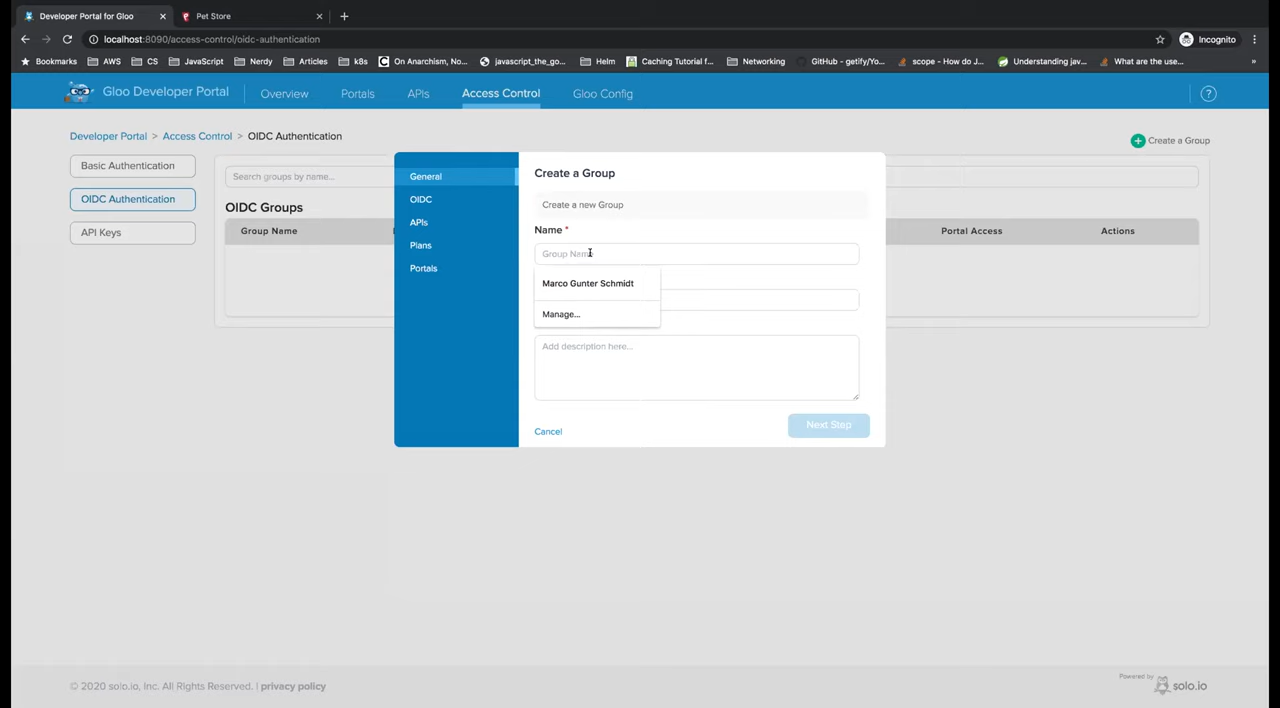 Developer Portal for Gloo
Pet Store
localhost:8090/access-control/oidc-authentication
Incognito
Bookmarks
AWS
CS
JavaScript
Nerdy
Articles
k8s
On Anarchism, No...
javascript_the_go...
Helm
Caching Tutorial f...
Networking
GitHub - getify/Yo...
scope - How do J...
Understanding jav...
What are the use...
»
Gloo Developer Portal
Overview
Portals
APIs
Access Control
Gloo Config
?
Developer Portal > Access Control > OIDC Authentication
Create a Group
Basic Authentication
OIDC Authentication
API Keys
Search groups by name...
OIDC Groups
Group Name
Portal Access
Actions
General
OIDC
APIs
Plans
Portals
Create a Group
Create a new Group
Name *
Group Name
Marco Gunter Schmidt
Manage...
Add description here...
Cancel
Next Step
© 2020 solo.io, Inc. All Rights Reserved. | privacy policy
Powered by
solo.io